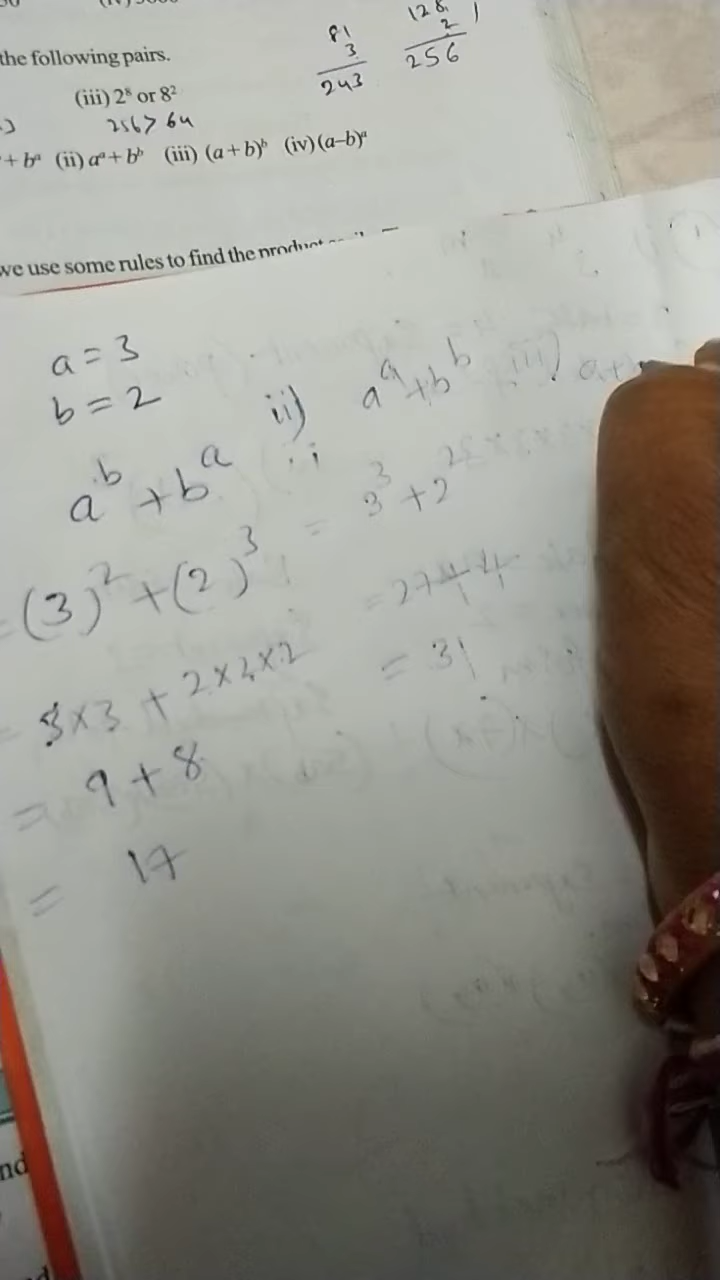 the following pairs.
81
3
243
128
2
256
(iii) 2⁸ or 8²
256 > 64
+ bᵃ (ii) aᵃ + bᵇ (iii) (a + b)ᵇ (iv) (a–b)ᵃ
we use some rules to find the product
a = 3
b = 2
aᵇ + bᵃ
= (3)² + (2)³
= 3×3 + 2×2×2
= 9 + 8
= 17
ii) aᵃ + bᵇ
= 3³ + 2²
= 27 + 4
= 31
iii) a+
nd